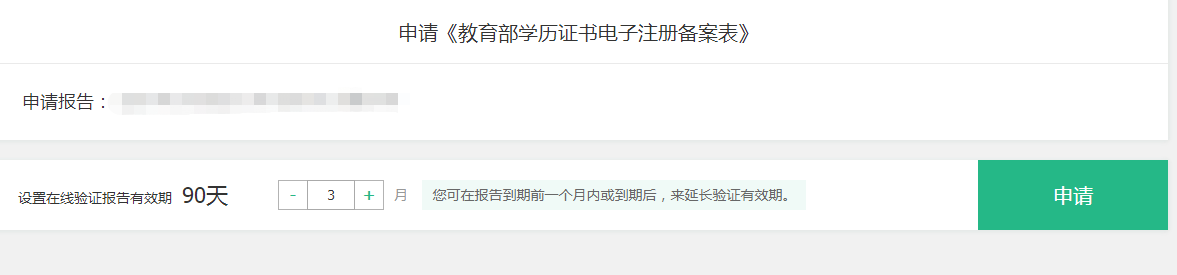 申请《教育部学历证书电子注册备案表》
申请报告：
设置在线验证报告有效期 90天 - 3 + 月 您可在报告到期前一个月内或到期后，来延长验证有效期。 申请